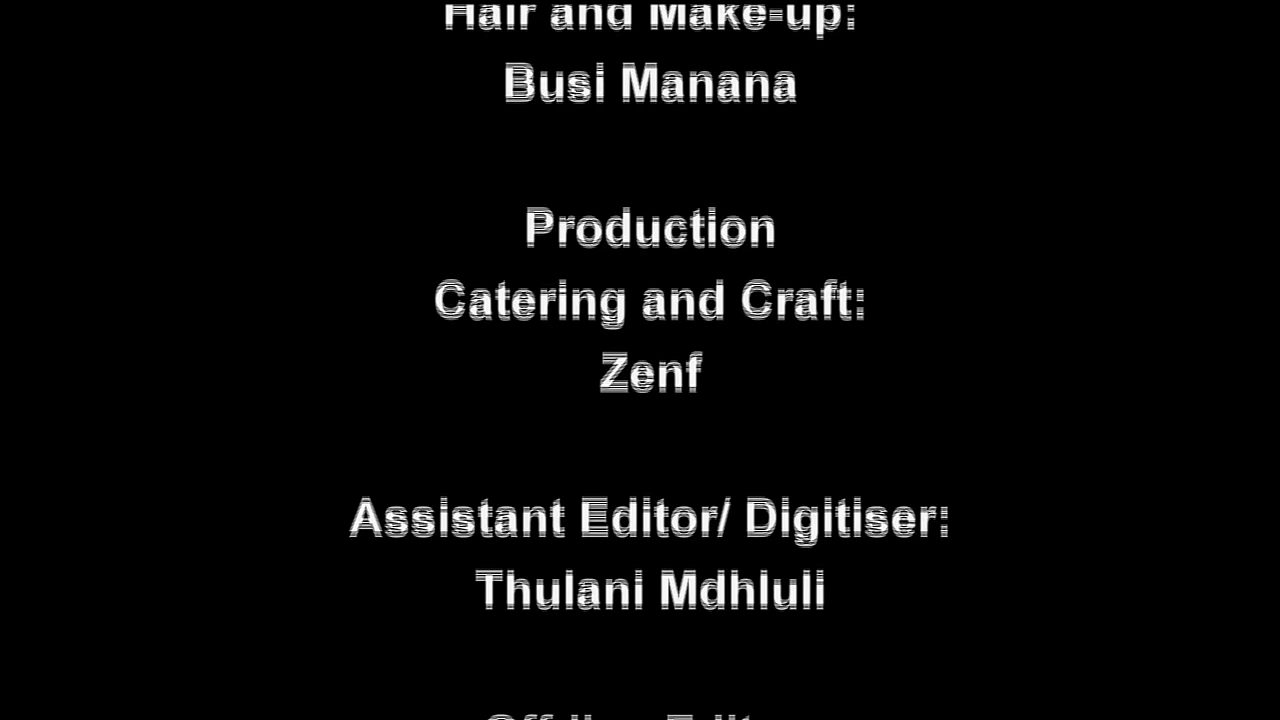 Hair and Make-up:
Busi Manana
Production
Catering and Craft:
Zenf
Assistant Editor/ Digitiser:
Thulani Mdhluli